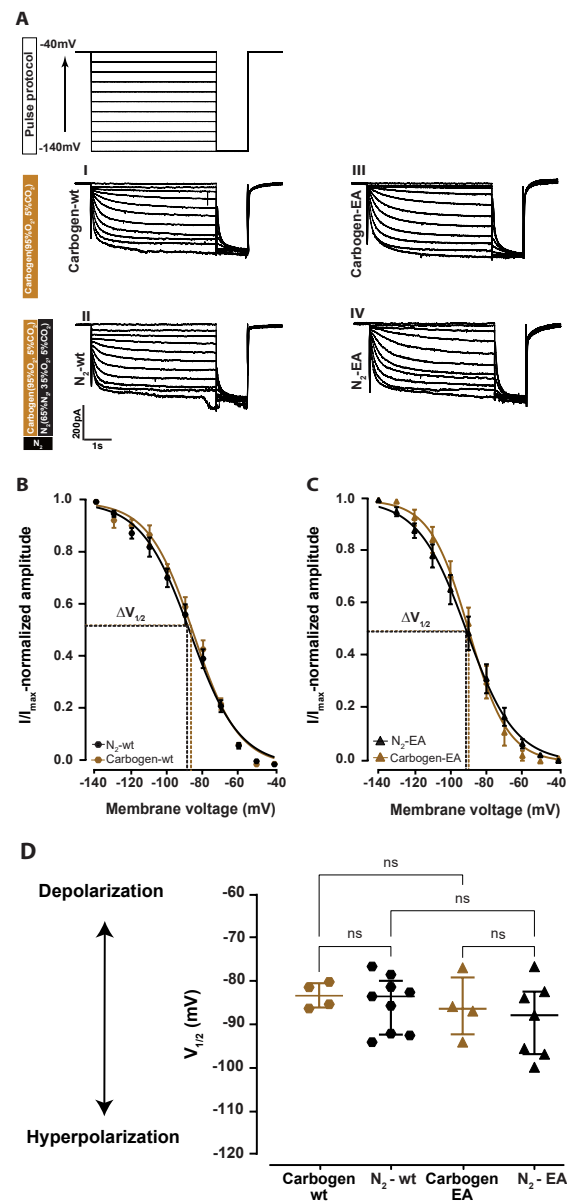 A
Pulse protocol
-40mV
-140mV
Carbogen(95%O2, 5%CO2)
I
Carbogen-wt
III
Carbogen-EA
Carbogen(95%O2, 5%CO2)
N2(65%N2, 35%O2, 5%CO2)
N2
II
N2-wt
IV
N2-EA
200pA
1s
B
I/Imax-normalized amplitude
1.0
0.8
0.6
0.4
0.2
0.0
ΔV1/2
N2-wt
Carbogen-wt
-140 -120 -100 -80 -60 -40
Membrane voltage (mV)
C
I/Imax-normalized amplitude
1.0
0.8
0.6
0.4
0.2
0.0
ΔV1/2
N2-EA
Carbogen-EA
-140 -120 -100 -80 -60 -40
Membrane voltage (mV)
D
Depolarization
Hyperpolarization
V1/2 (mV)
-60
-70
-80
-90
-100
-110
-120
ns
ns
ns
ns
Carbogen wt
N2 - wt
Carbogen EA
N2 - EA